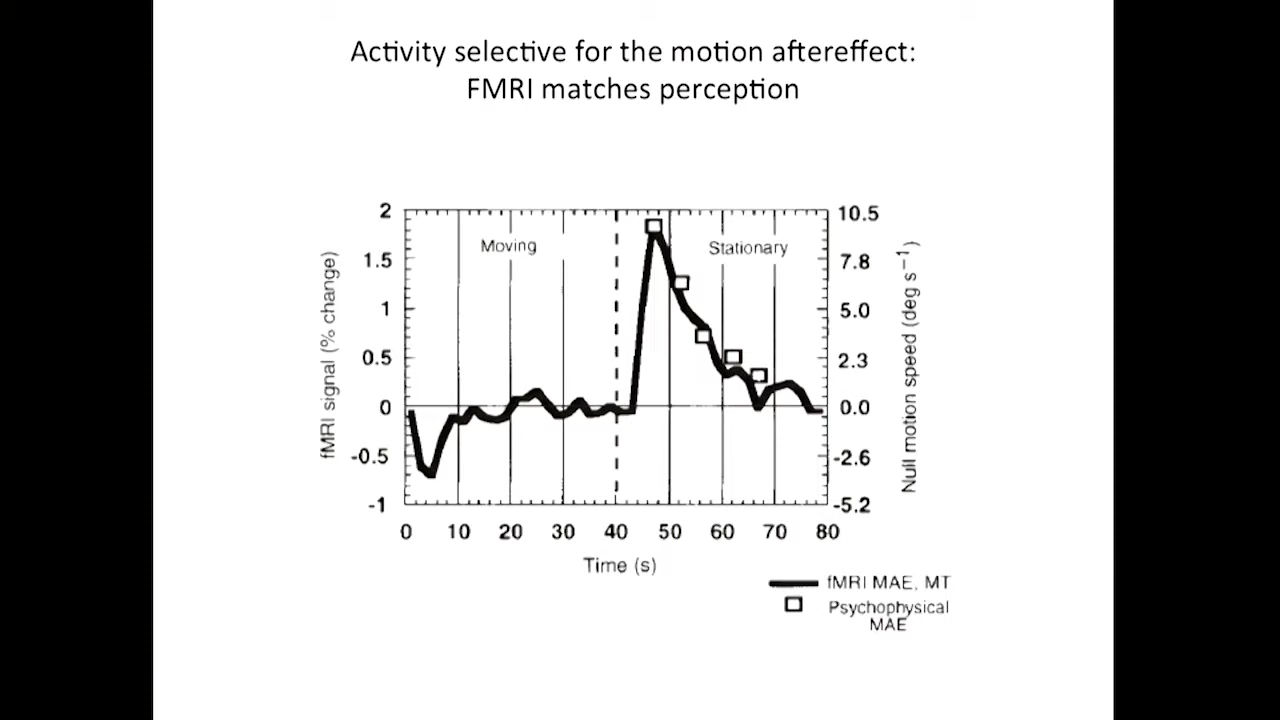 Activity selective for the motion aftereffect:
FMRI matches perception
Moving
Stationary
fMRI signal (% change)
2
1.5
1
0.5
0
-0.5
-1
10.5
7.8
5.0
2.3
0.0
-2.6
-5.2
Null motion speed (deg s⁻¹)
0 10 20 30 40 50 60 70 80
Time (s)
fMRI MAE, MT
Psychophysical
MAE